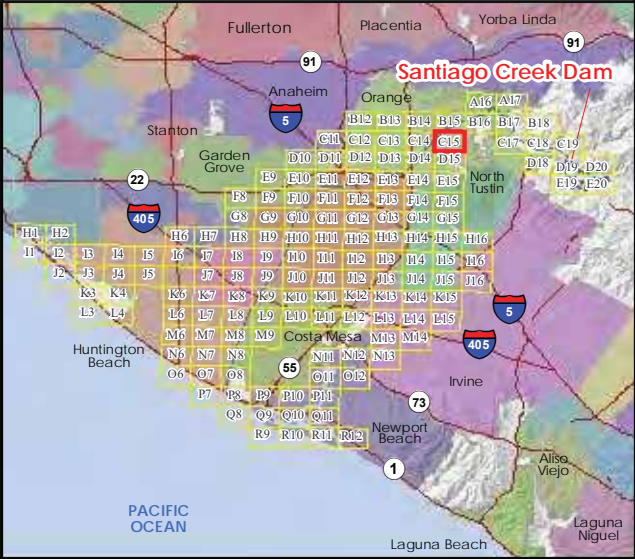 Fullerton
Placentia
Yorba Linda
91
91
Santiago Creek Dam
Anaheim
Orange
5
A16 A17
Stanton
B12 B13 B14 B15 B16 B17 B18
C11 C12 C13 C14 C15 C17 C18 C19
Garden
Grove
D10 D11 D12 D13 D14 D15 D18 D19 D20
North
Tustin
22
E9 E10 E11 E12 E13 E14 E15 E19 E20
F8 F9 F10 F11 F12 F13 F14 F15
405
G8 G9 G10 G11 G12 G13 G14 G15
H1 H2 H6 H7 H8 H9 H10 H11 H12 H13 H14 H15 H16
I1 I2 I3 I4 I5 I6 I7 I8 I9 I10 I11 I12 I13 I14 I15 I16
J2 J3 J4 J5 J7 J8 J9 J10 J11 J12 J13 J14 J15 J16
K3 K4 K6 K7 K8 K9 K10 K11 K12 K13 K14 K15
5
L3 L4 L6 L7 L8 L9 L10 L11 L12 L13 L14 L15
M6 M7 M8 M9 Costa Mesa M13 M14
405
Huntington
Beach
N6 N7 N8 N11 N12 N13
55
O6 O7 O8 O11 O12
Irvine
P7 P8 P9 P10 P11
73
Q8 Q9 Q10 Q11
Newport
Beach
R9 R10 R11 R12
1
Aliso
Viejo
PACIFIC
OCEAN
Laguna
Niguel
Laguna Beach